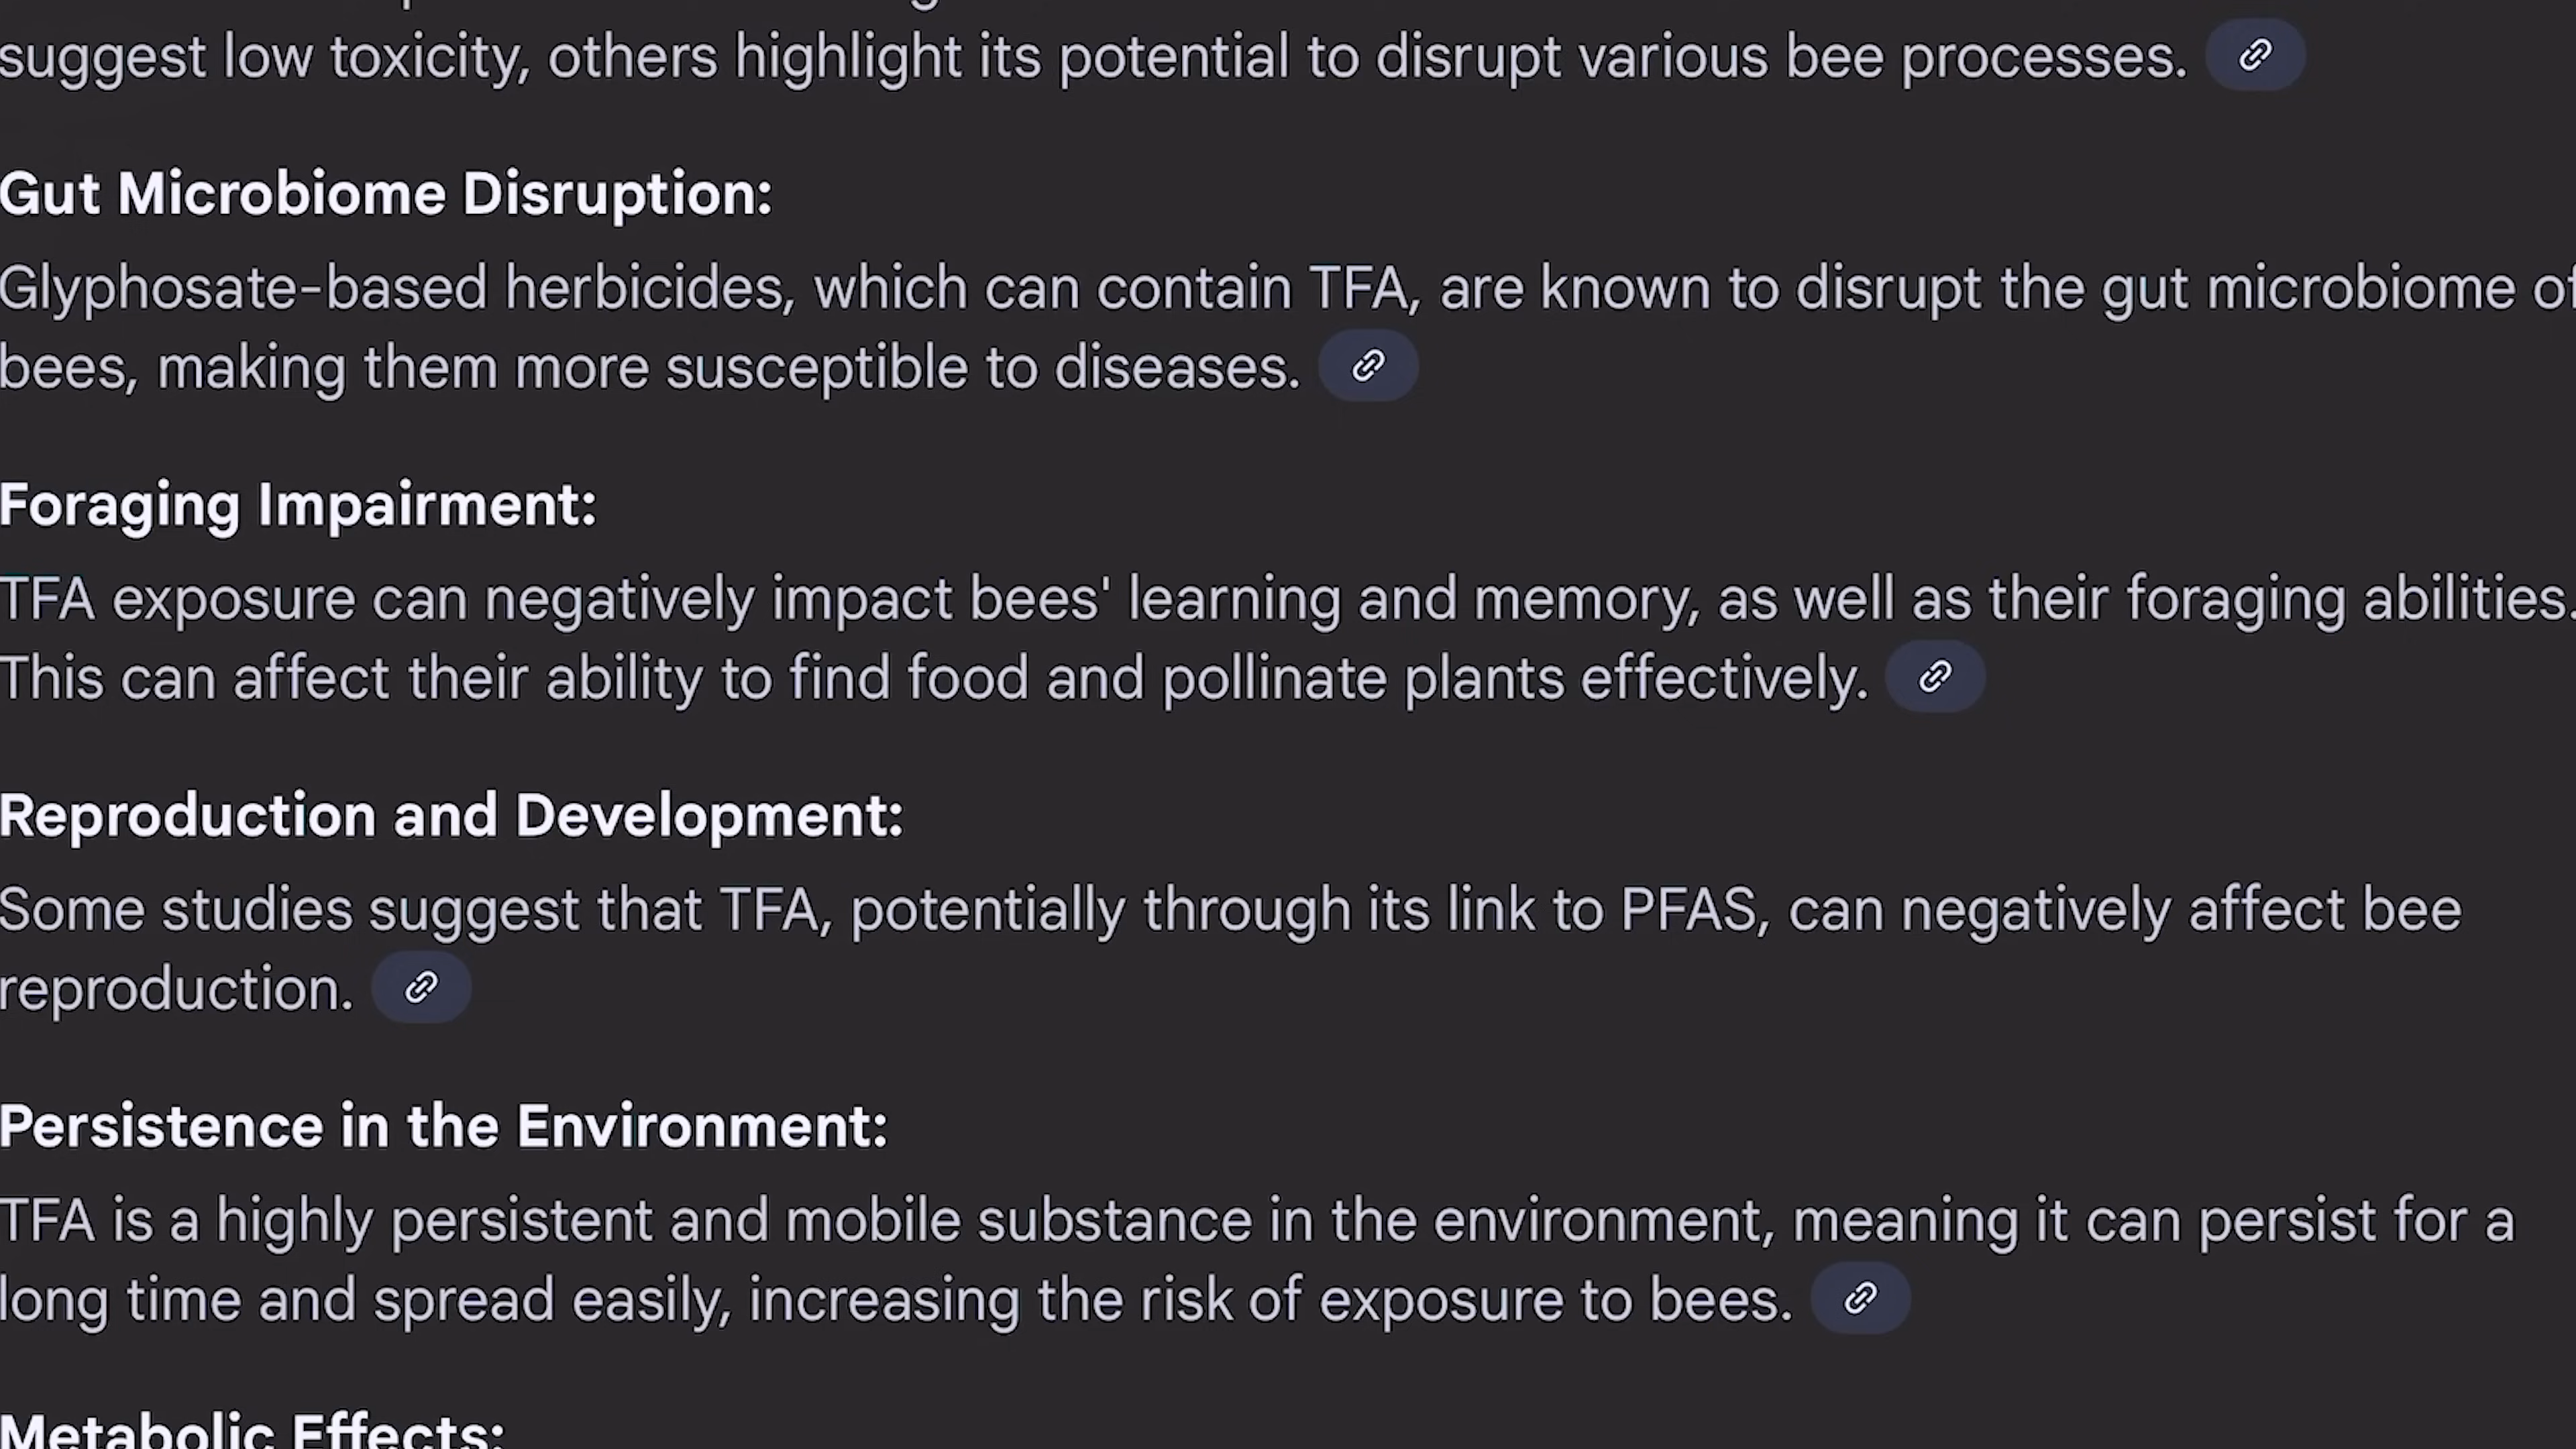 suggest low toxicity, others highlight its potential to disrupt various bee processes.
Gut Microbiome Disruption:
Glyphosate-based herbicides, which can contain TFA, are known to disrupt the gut microbiome of
bees, making them more susceptible to diseases.
Foraging Impairment:
TFA exposure can negatively impact bees' learning and memory, as well as their foraging abilities.
This can affect their ability to find food and pollinate plants effectively.
Reproduction and Development:
Some studies suggest that TFA, potentially through its link to PFAS, can negatively affect bee
reproduction.
Persistence in the Environment:
TFA is a highly persistent and mobile substance in the environment, meaning it can persist for a
long time and spread easily, increasing the risk of exposure to bees.
Metabolic Effects: